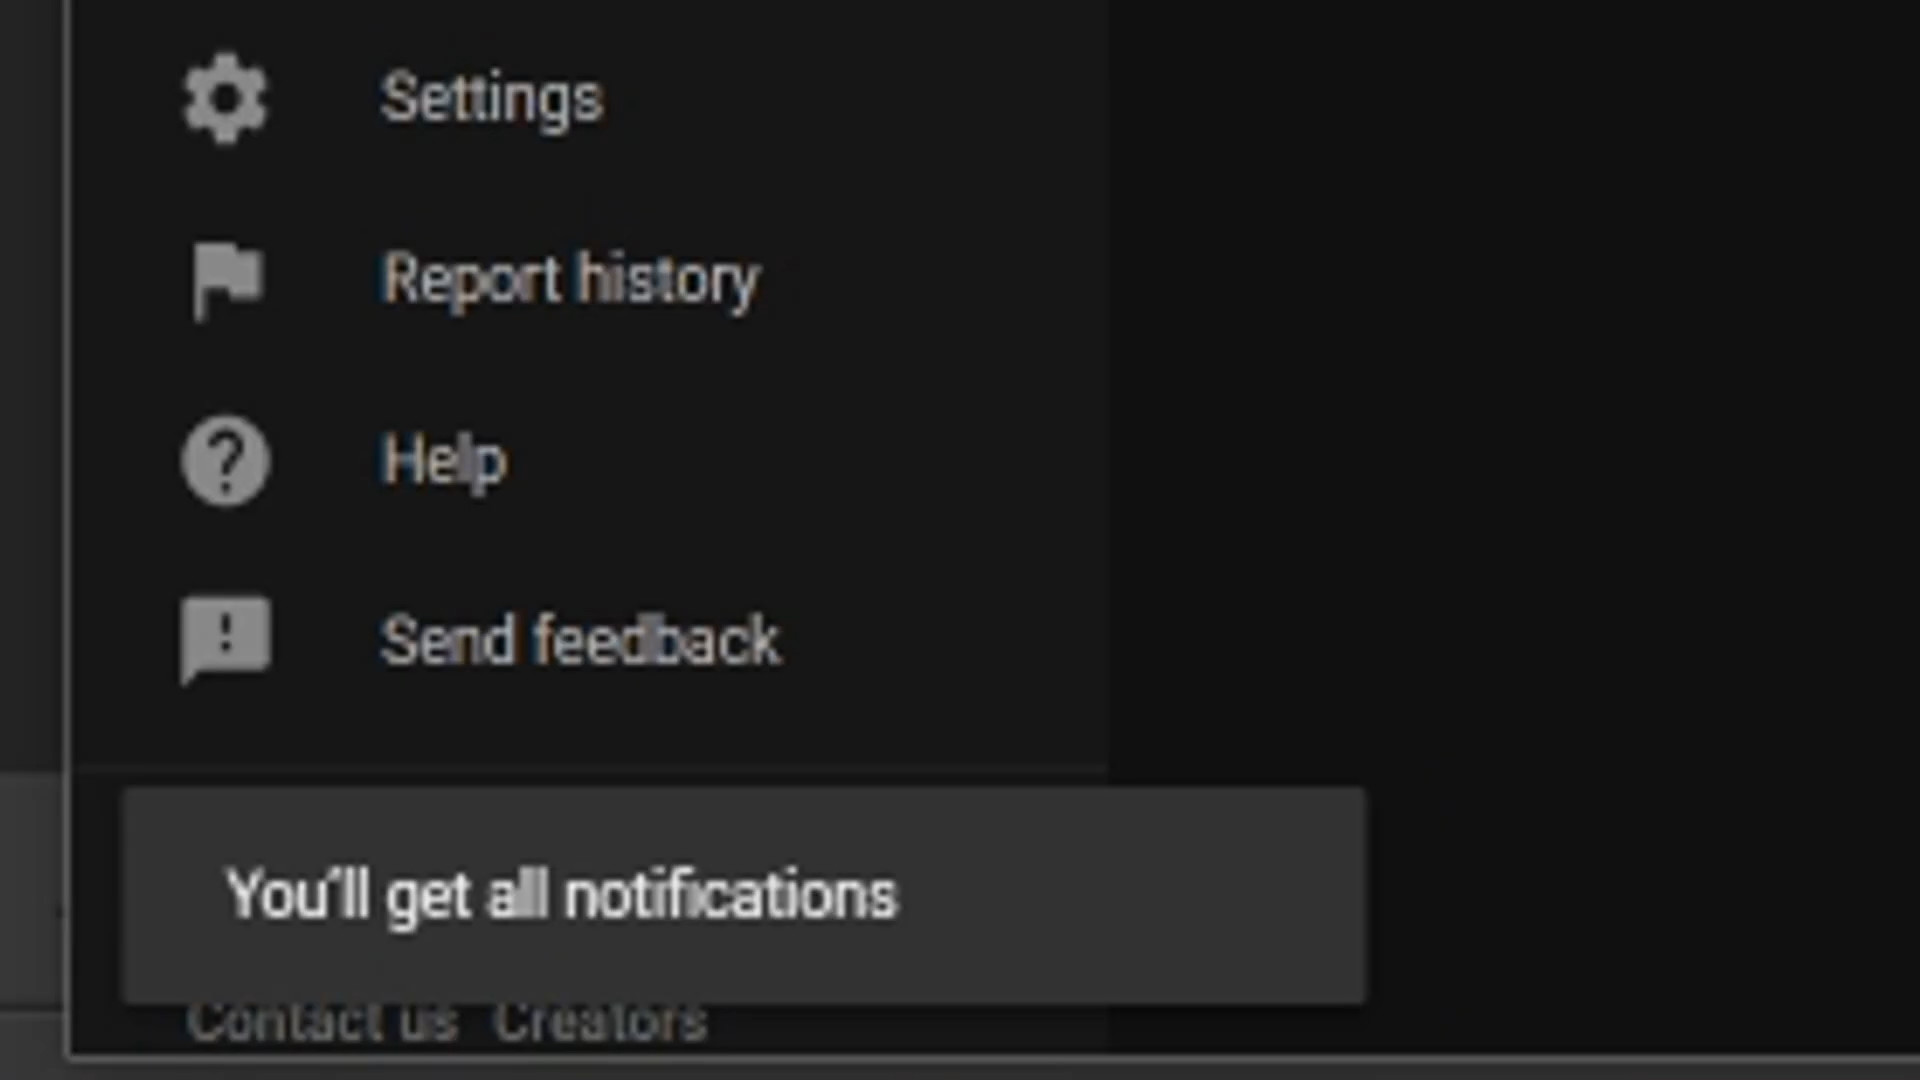 Settings
Report history
Help
Send feedback
You'll get all notifications
Contact us Creators